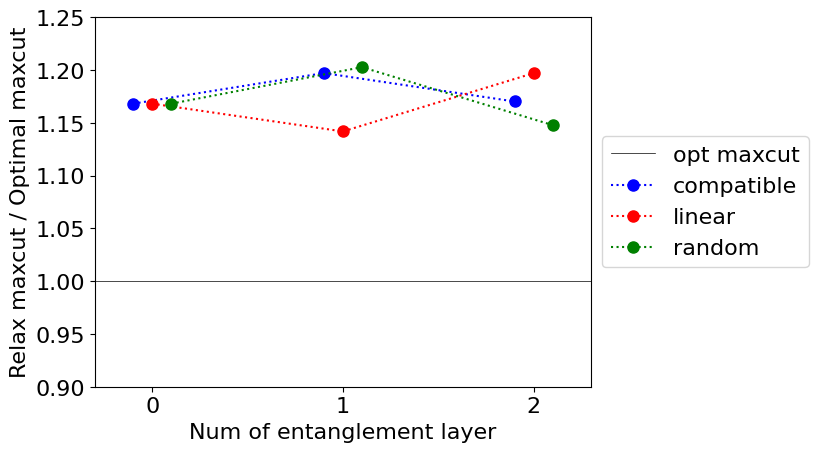 1.25
1.20
1.15
1.10
1.05
1.00
0.95
0.90
Relax maxcut / Optimal maxcut
0 1 2
Num of entanglement layer
opt maxcut
compatible
linear
random